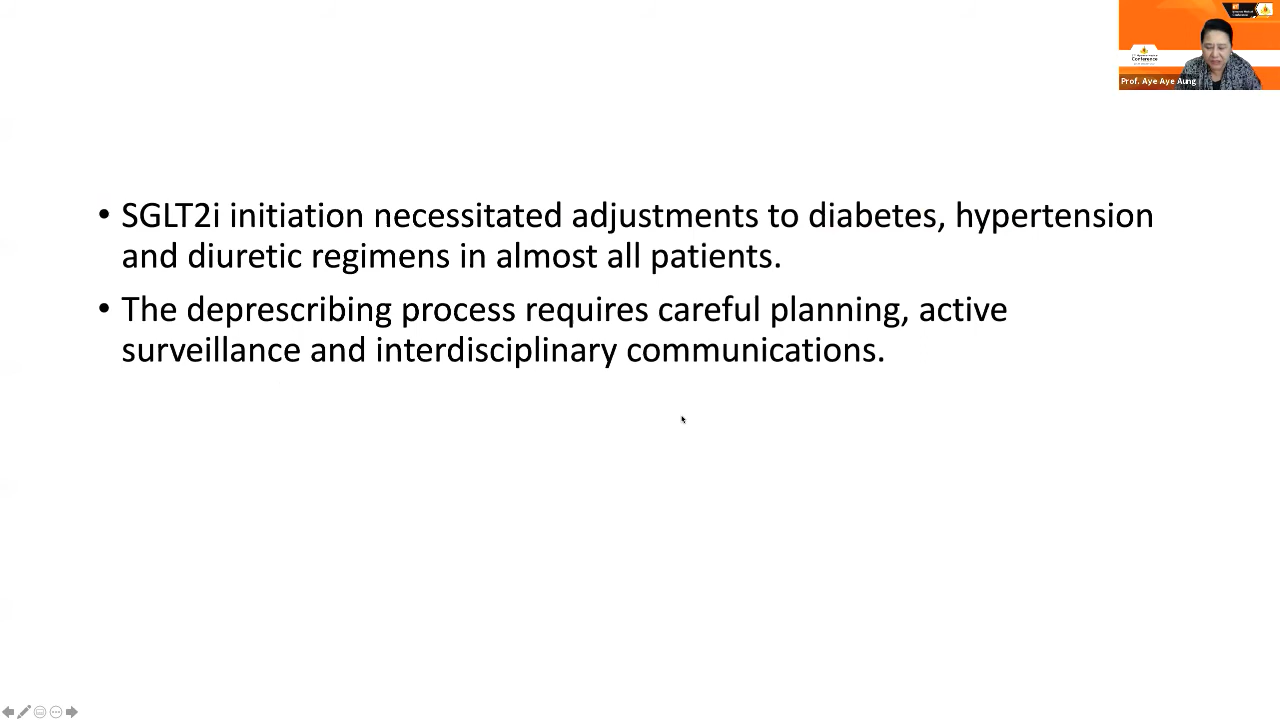 • SGLT2i initiation necessitated adjustments to diabetes, hypertension
and diuretic regimens in almost all patients.
• The deprescribing process requires careful planning, active
surveillance and interdisciplinary communications.
Conference
Prof. Aye Aye Aung